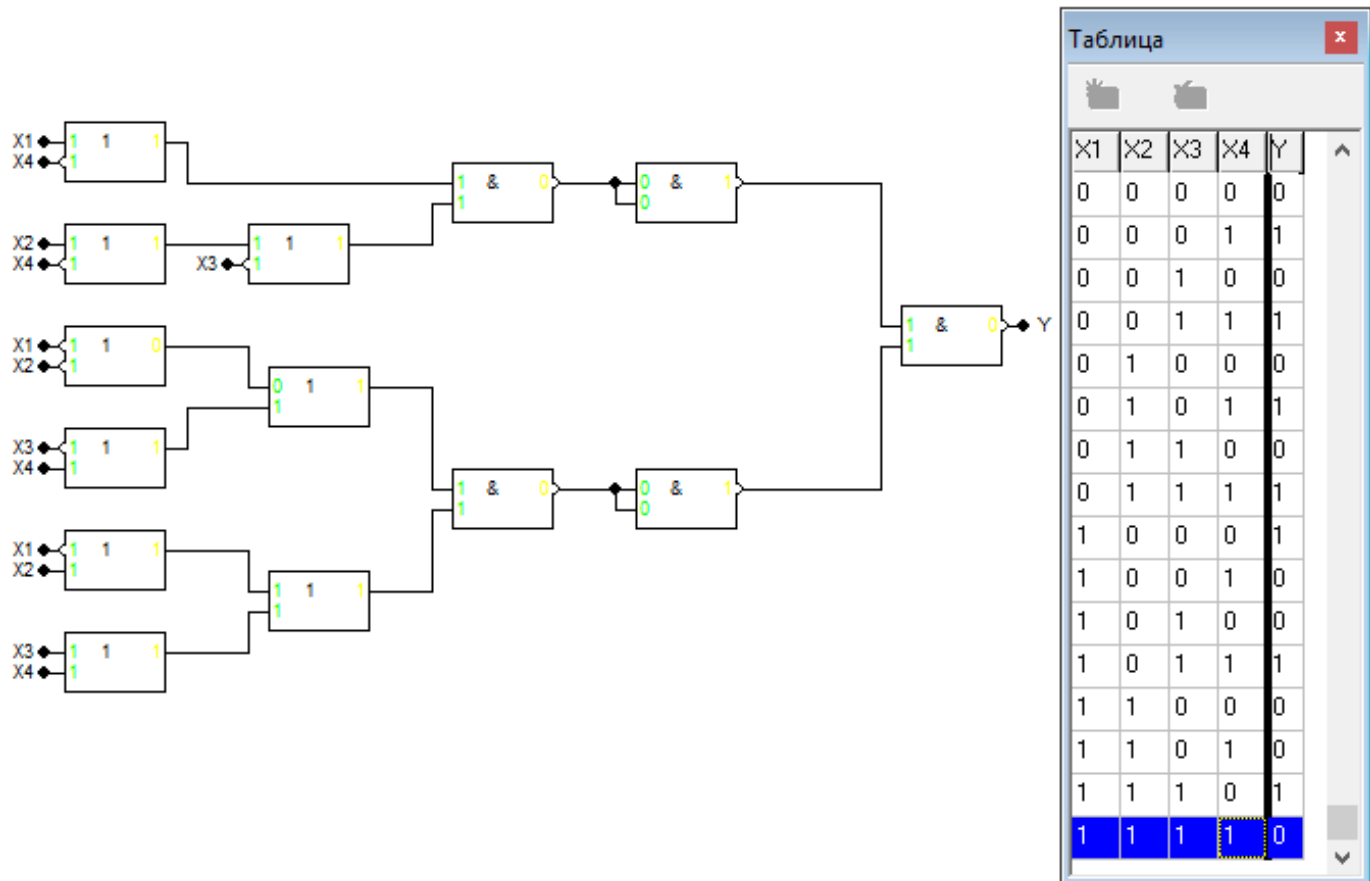 Таблица
X1 X2 X3 X4 Y
0 0 0 0 0
0 0 0 1 1
0 0 1 0 0
0 0 1 1 1
0 1 0 0 0
0 1 0 1 1
0 1 1 0 0
0 1 1 1 1
1 0 0 0 1
1 0 0 1 0
1 0 1 0 0
1 0 1 1 1
1 1 0 0 0
1 1 0 1 0
1 1 1 0 1
1 1 1 1 0
X1 1 1 1
X4 1
1 & 0
1
0 & 1
0
X2 1 1 1
X4 1
1 1 1
X3 1
X1 1 1 0
X2 1
1 & 0 Y
1
0 1 1
1
X3 1 1 1
X4 1
1 & 0
1
0 & 1
0
X1 1 1 1
X2 1
1 1 1
1
X3 1 1 1
X4 1